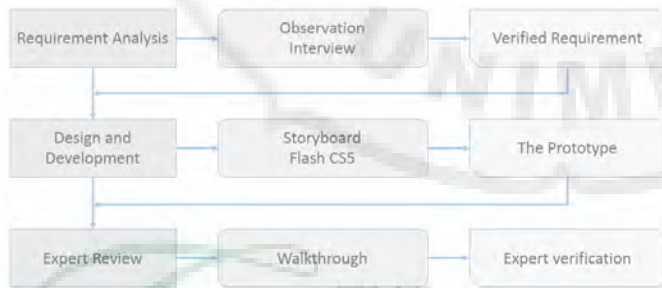 Requirement Analysis
Observation
Interview
Verified Requirement
Design and
Development
Storyboard
Flash CS5
The Prototype
Expert Review
Walkthrough
Expert verification